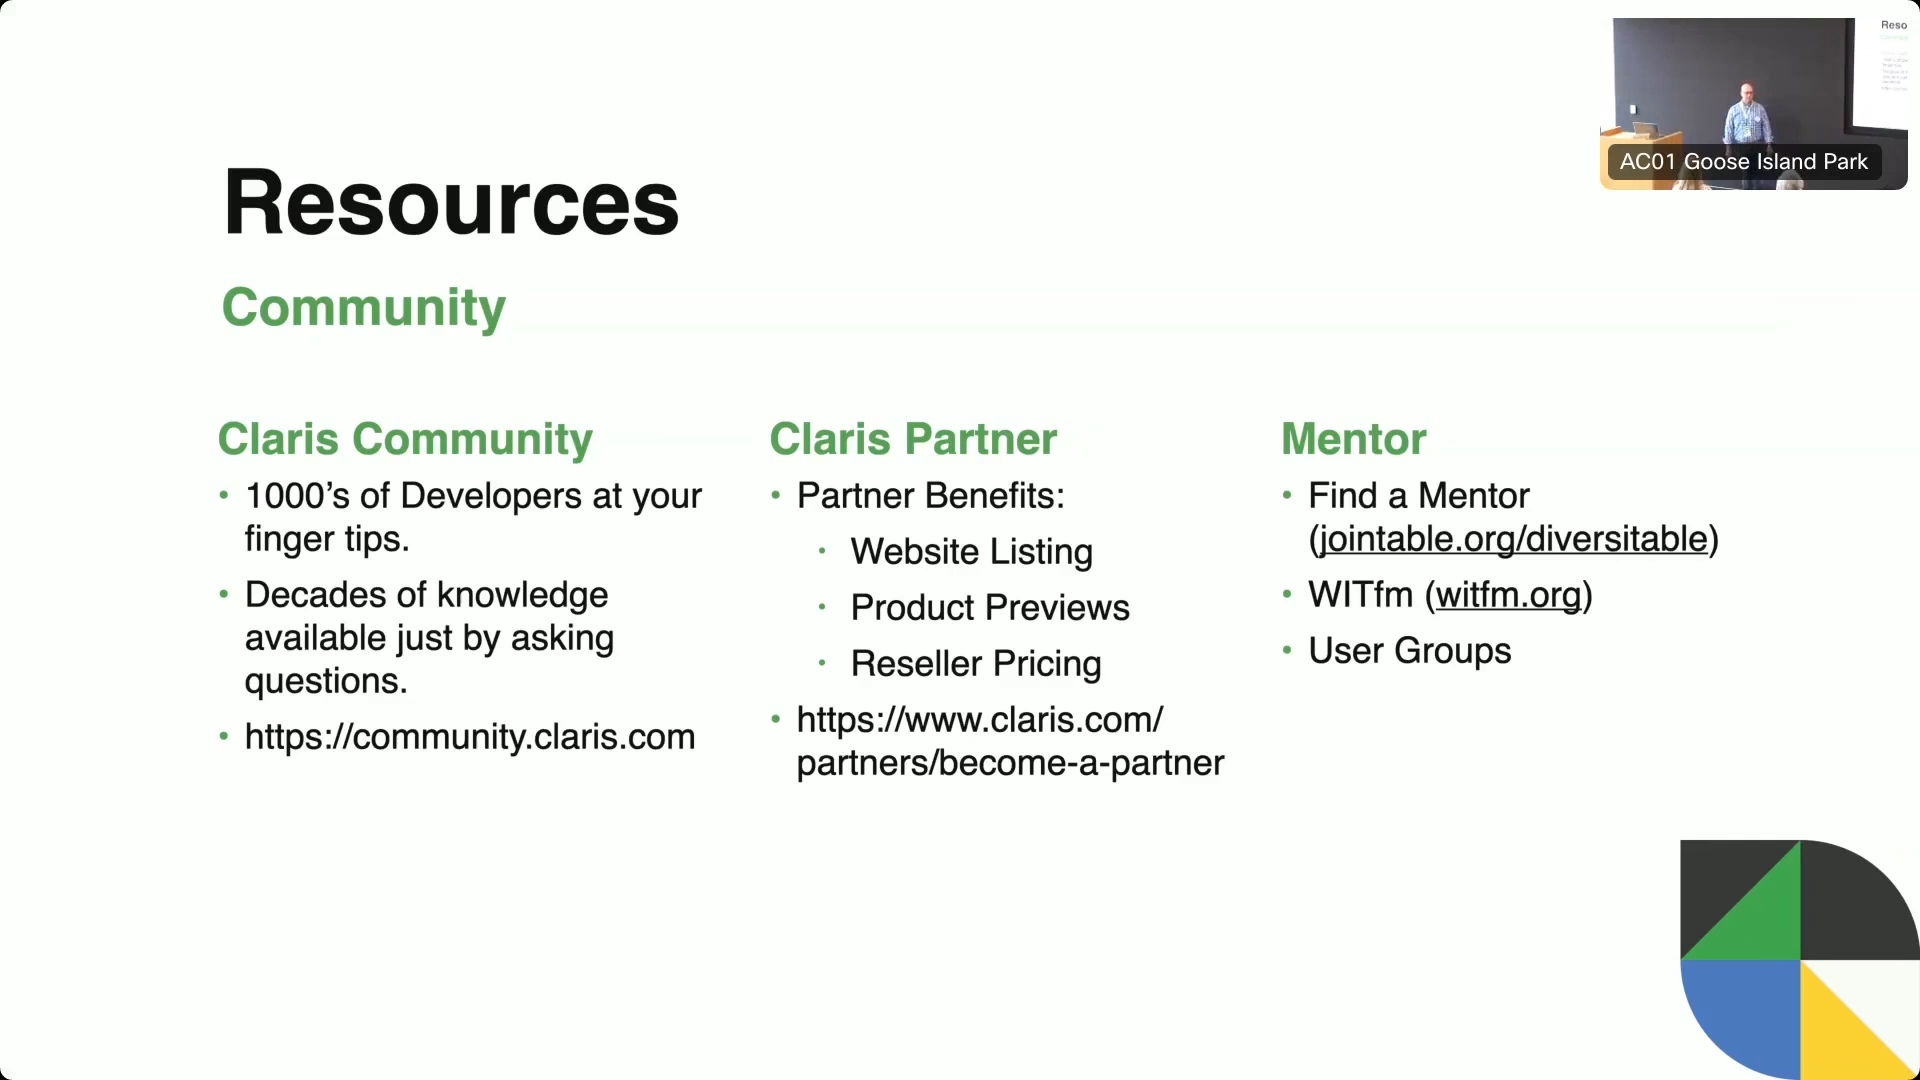 Reso
AC01 Goose Island Park
Resources
Community
Claris Community
• 1000’s of Developers at your
finger tips.
• Decades of knowledge
available just by asking
questions.
• https://community.claris.com
Claris Partner
• Partner Benefits:
• Website Listing
• Product Previews
• Reseller Pricing
• https://www.claris.com/
partners/become-a-partner
Mentor
• Find a Mentor
(jointable.org/diversitable)
• WITfm (witfm.org)
• User Groups